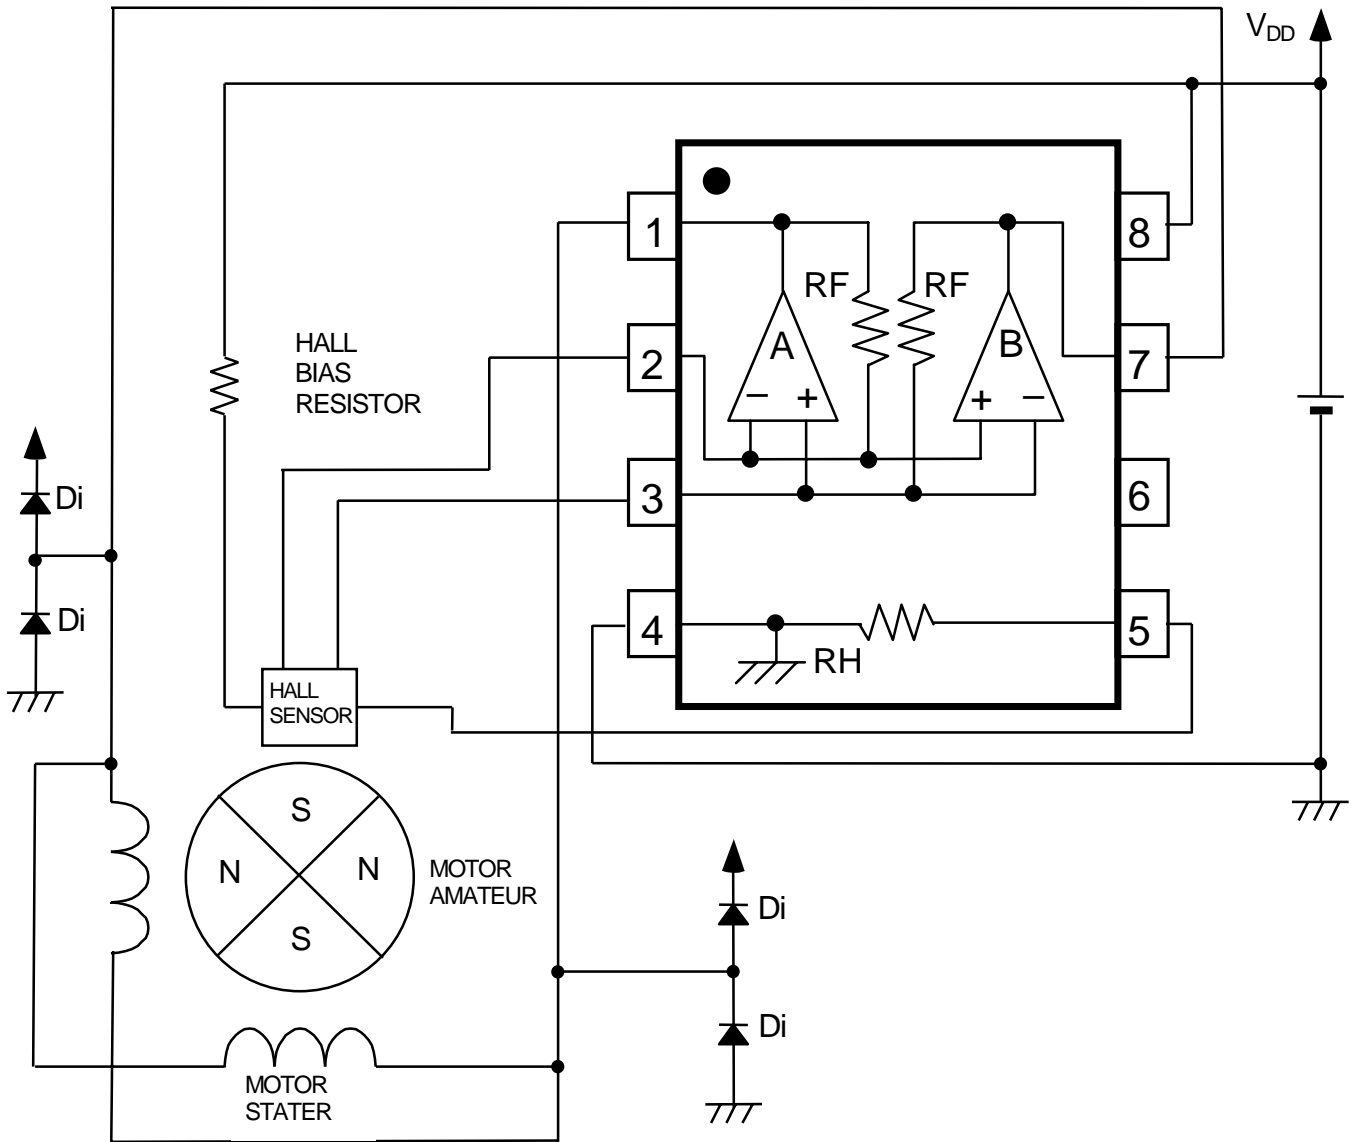 VDD
1
8
RF
RF
A
B
HALL
BIAS
RESISTOR
2
7
− +
+ −
Di
3
6
Di
4
5
RH
HALL
SENSOR
S
N
N
MOTOR
AMATEUR
S
Di
Di
MOTOR
STATER